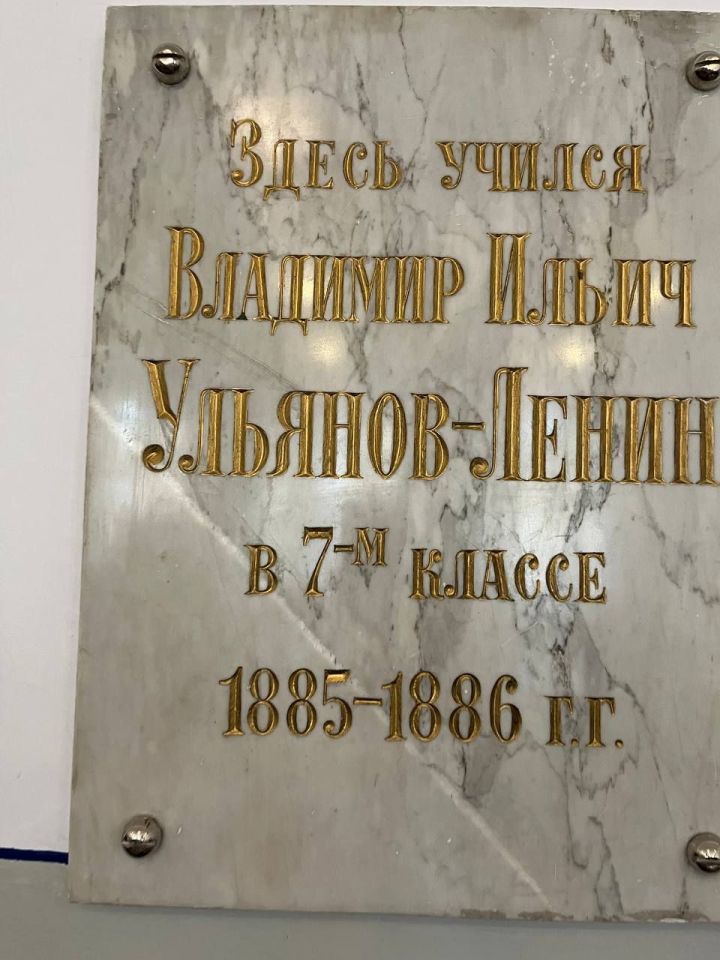 Здесь учился
Владимир Ильич
Ульянов-Ленин
в 7-м классе
1885-1886 г.г.